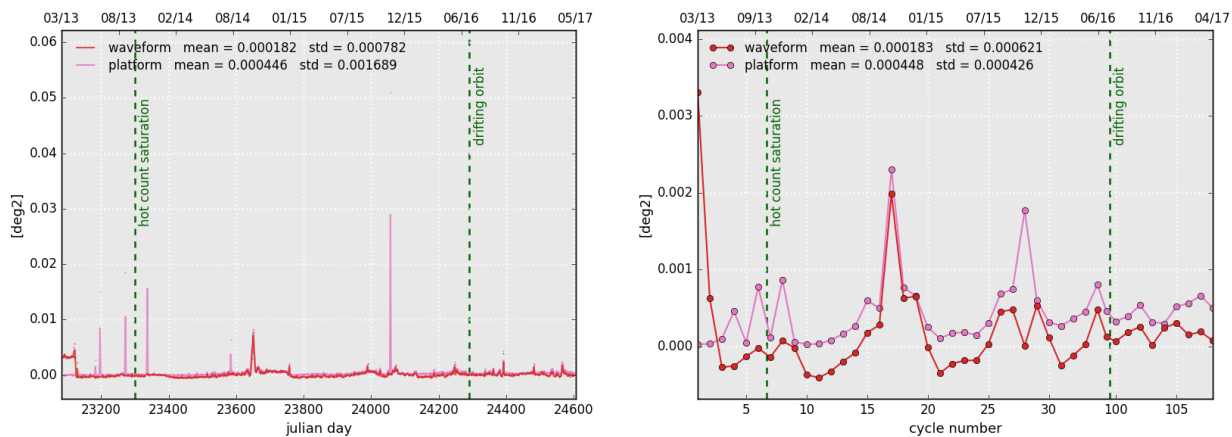 03/13 08/13 02/14 08/14 01/15 07/15 12/15 06/16 11/16 05/17
waveform mean = 0.000182 std = 0.000782
platform mean = 0.000446 std = 0.001689
0.06
0.05
0.04
0.03
0.02
0.01
0.00
[deg2]
hot count saturation
drifting orbit
23200 23400 23600 23800 24000 24200 24400 24600
julian day
03/13 09/13 02/14 08/14 01/15 07/15 12/15 06/16 11/16 04/17
waveform mean = 0.000183 std = 0.000621
platform mean = 0.000448 std = 0.000426
0.004
0.003
0.002
0.001
0.000
[deg2]
hot count saturation
drifting orbit
5 10 15 20 25 30 100 105
cycle number